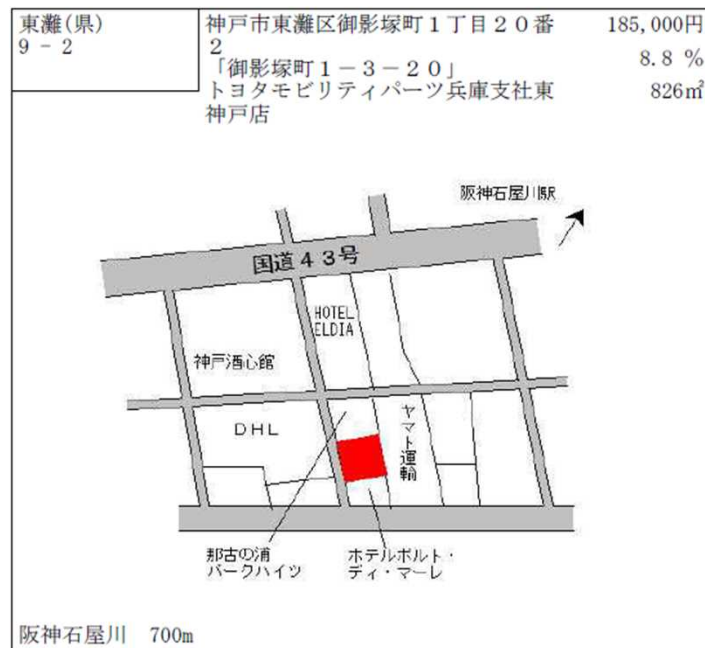 東灘(県)
9 - 2
神戸市東灘区御影塚町1丁目20番
2
「御影塚町1-3-20」
トヨタモビリティパーツ兵庫支社東
神戸店
185,000円
8.8 %
826㎡
阪神石屋川駅
国道43号
HOTEL
ELDIA
神戸酒心館
DHL
ヤマト運輸
那古の浦
パークハイツ
ホテルポルト・
ディ・マーレ
阪神石屋川 700m